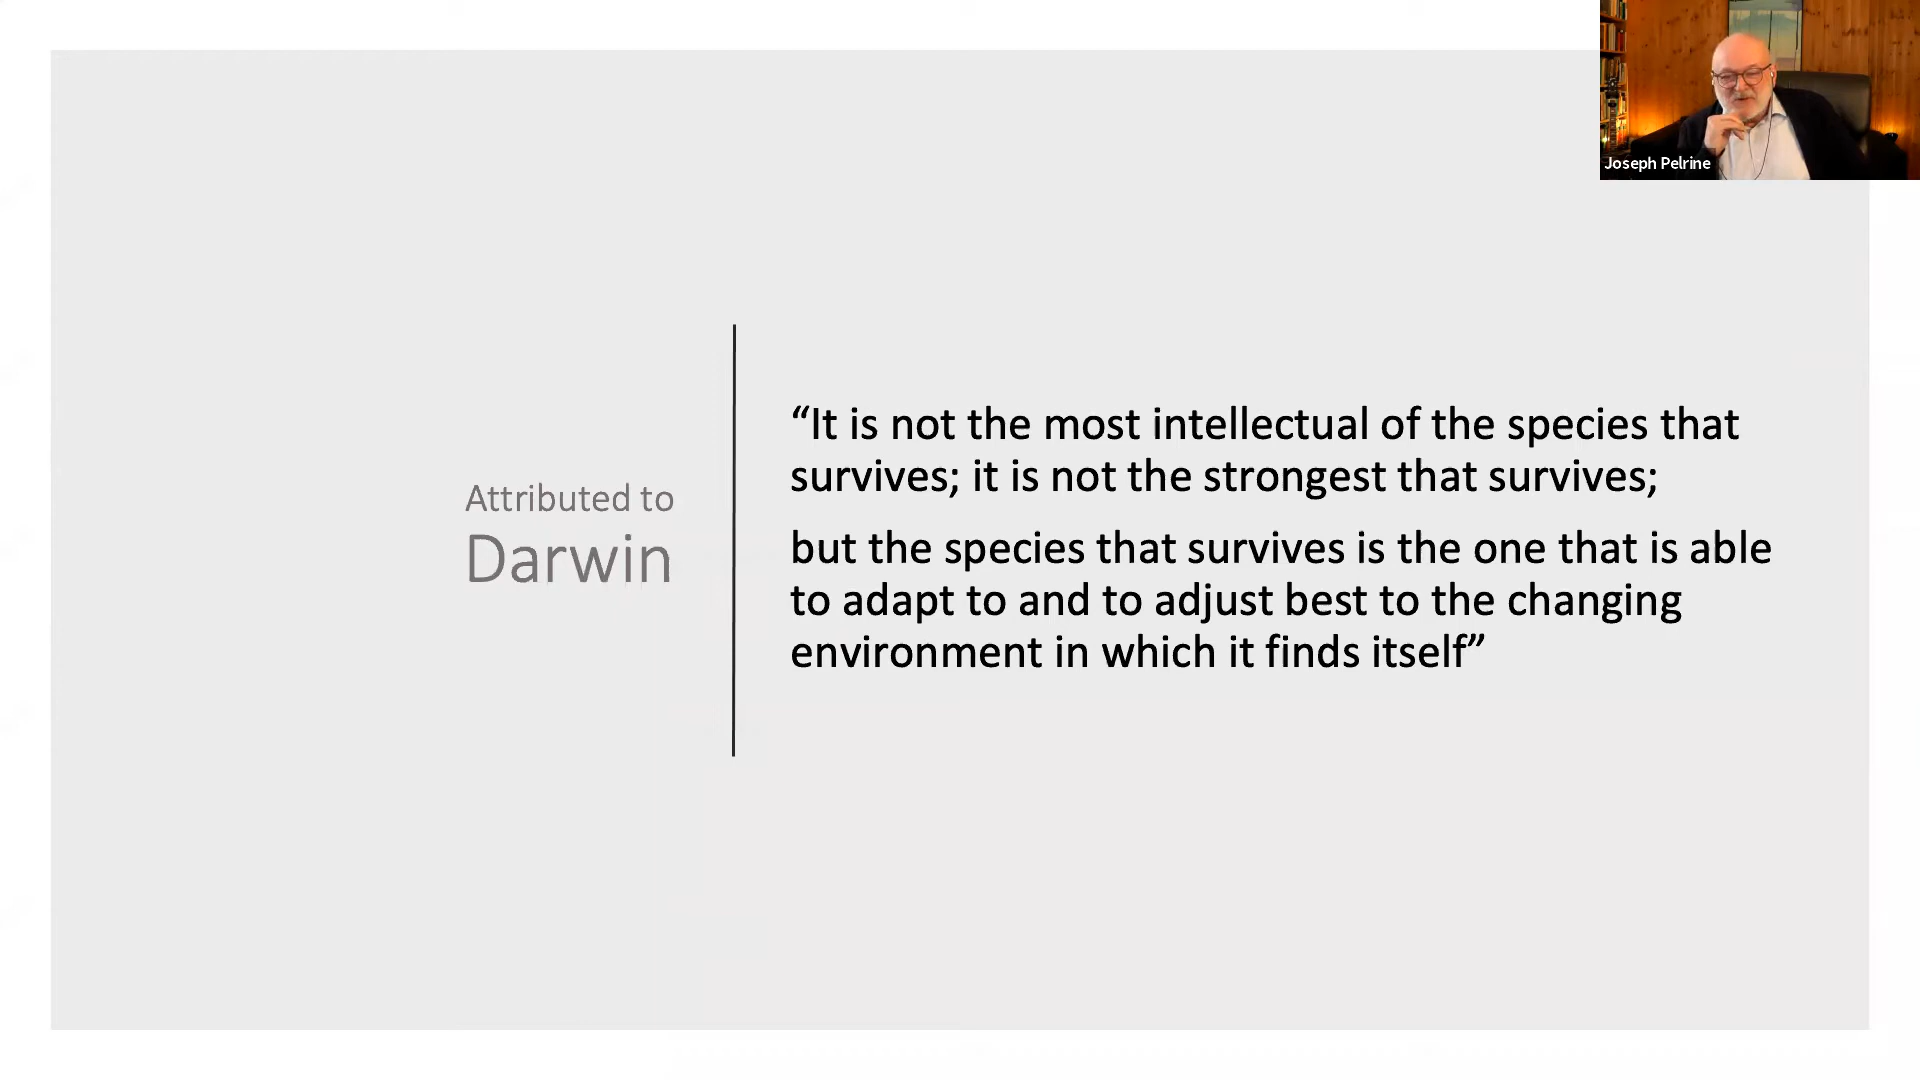 Joseph Pelrine
Attributed to
Darwin
“It is not the most intellectual of the species that
survives; it is not the strongest that survives;
but the species that survives is the one that is able
to adapt to and to adjust best to the changing
environment in which it finds itself”